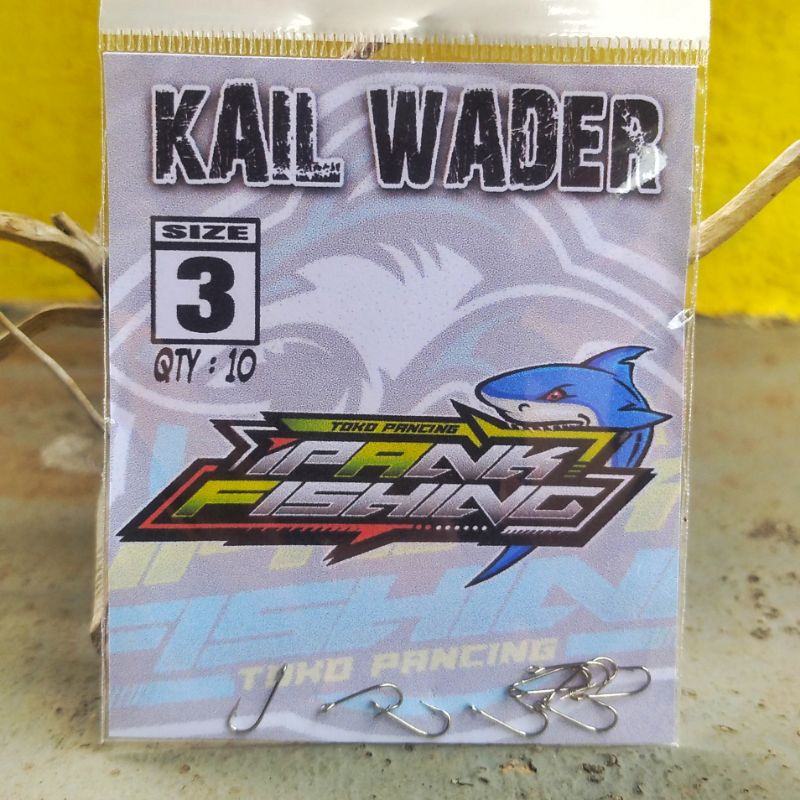 KAIL WADER
SIZE
3
QTY : 10
TOKO PANCING
IPANK
FISHING
FISHING
TOKO PANCING